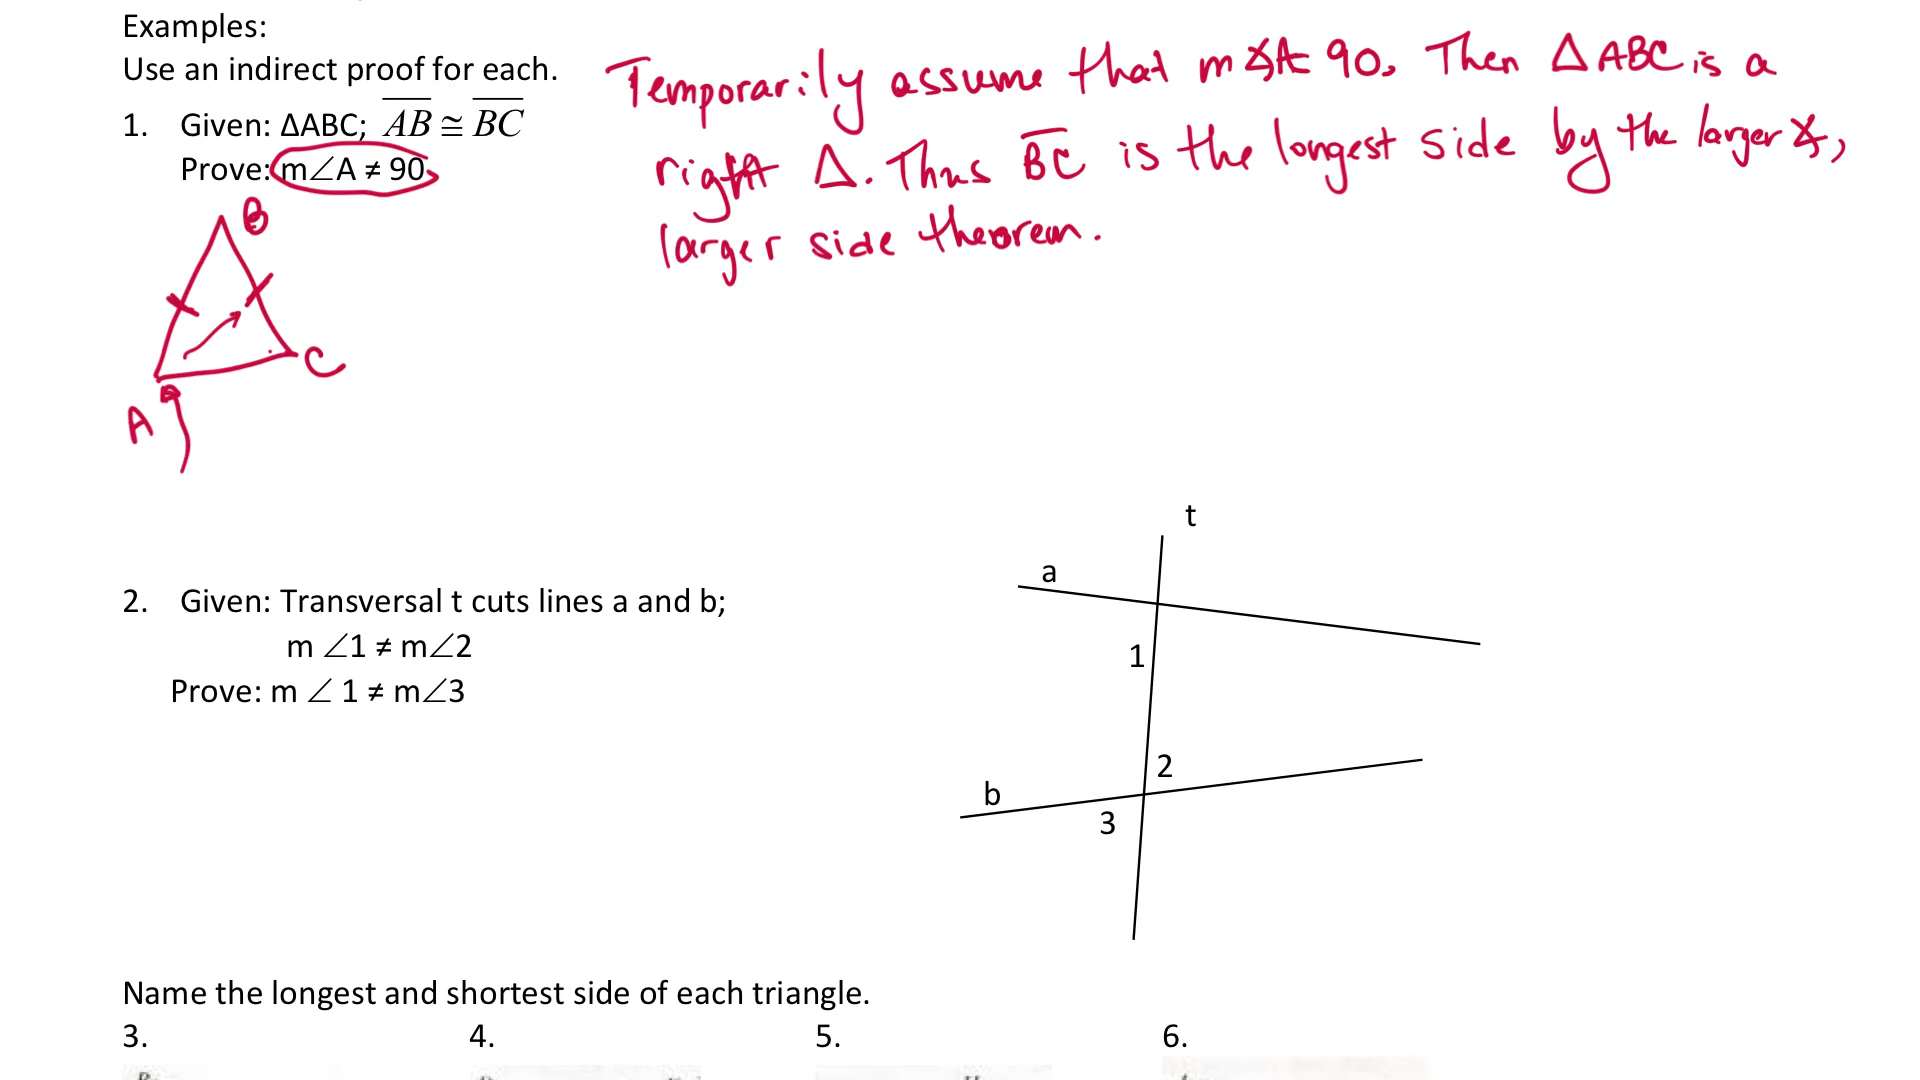 Examples:
Use an indirect proof for each.
Temporarily assume that m∡A = 90. Then △ABC is a
right △. Thus BC is the longest side by the larger ∡,
larger side theorem.
1. Given: ΔABC; AB ≅ BC
Prove: m∠A ≠ 90
B
C
A
t
a
2. Given: Transversal t cuts lines a and b;
m ∠1 ≠ m∠2
1
Prove: m ∠ 1 ≠ m∠3
2
b
3
Name the longest and shortest side of each triangle.
3. 4. 5. 6.